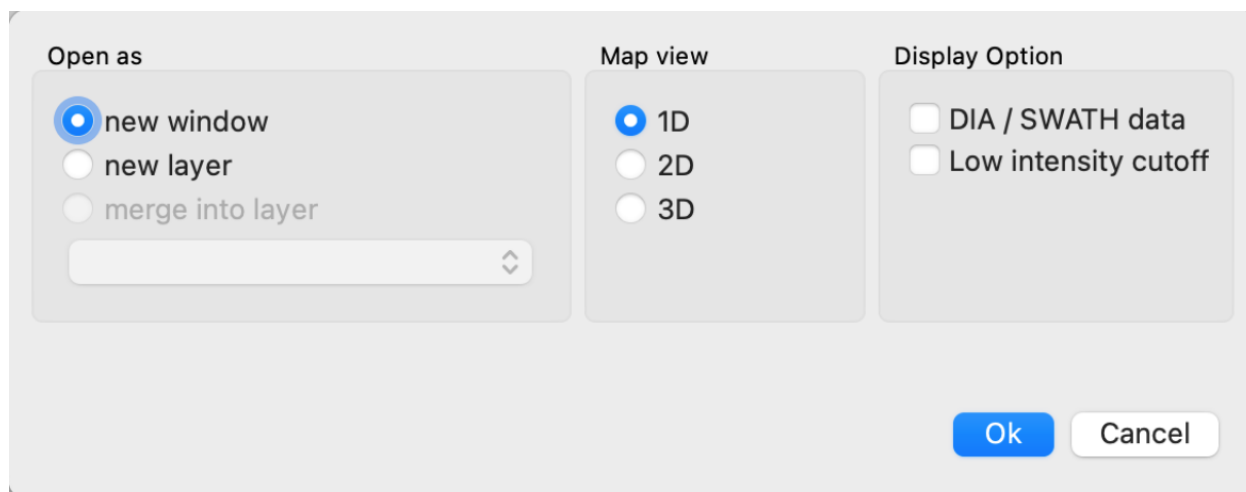 Open as
new window
new layer
merge into layer
Map view
1D
2D
3D
Display Option
DIA / SWATH data
Low intensity cutoff
Ok
Cancel